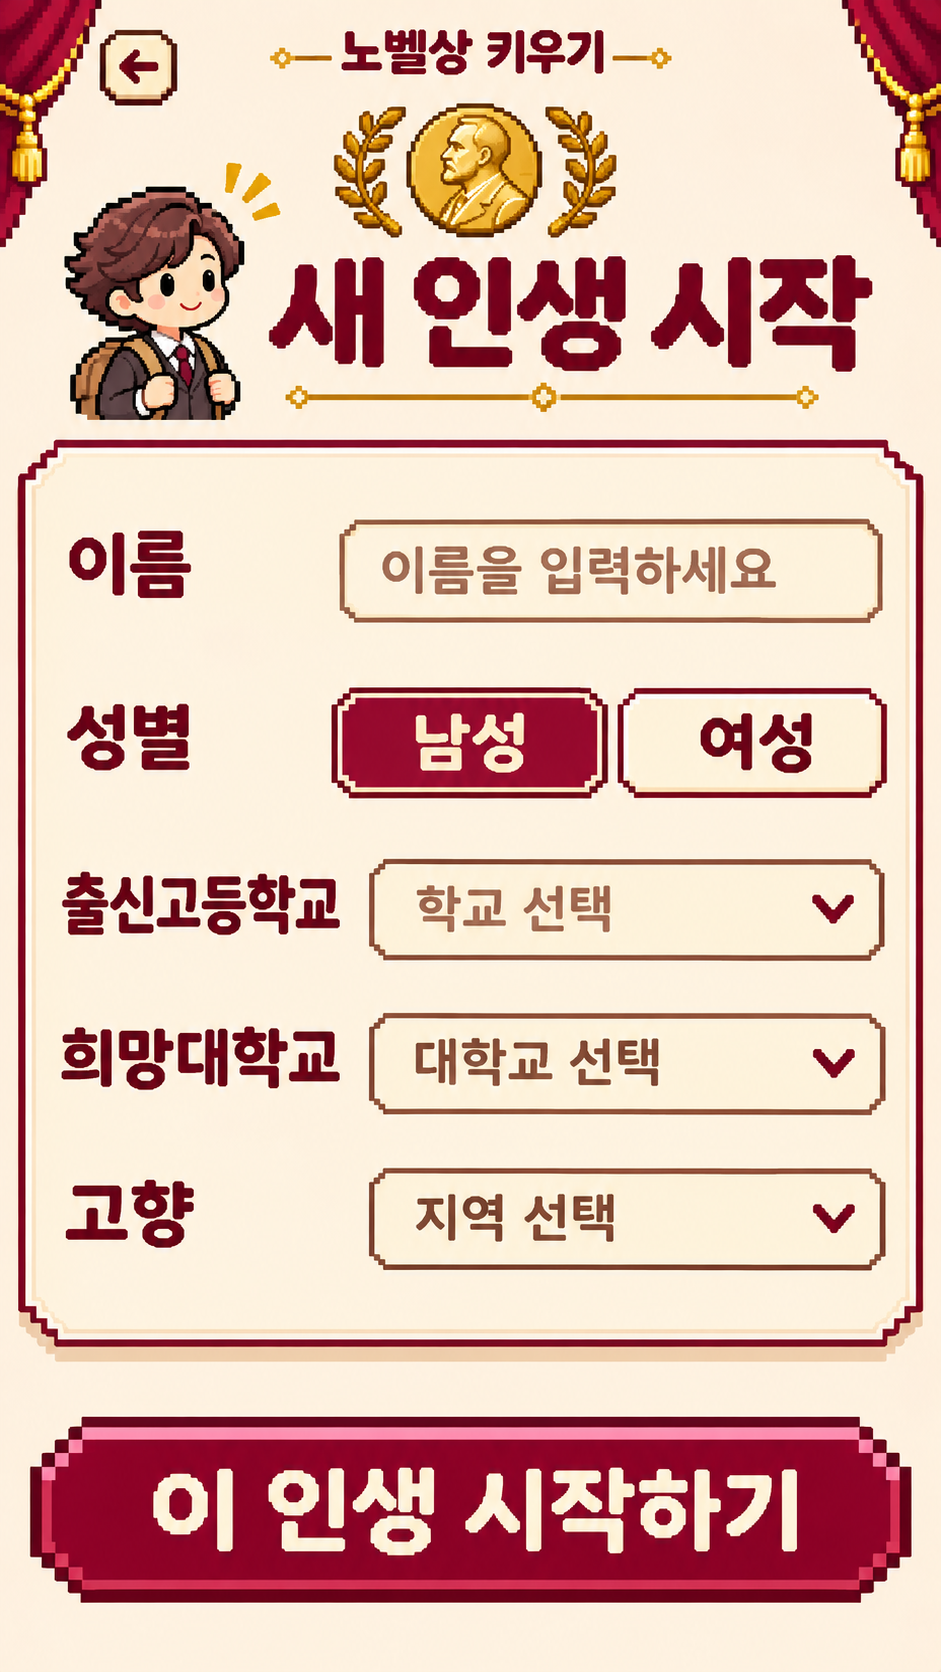 노벨상 키우기
새 인생 시작
이름
이름을 입력하세요
성별
남성
여성
출신고등학교
학교 선택
희망대학교
대학교 선택
고향
지역 선택
이 인생 시작하기